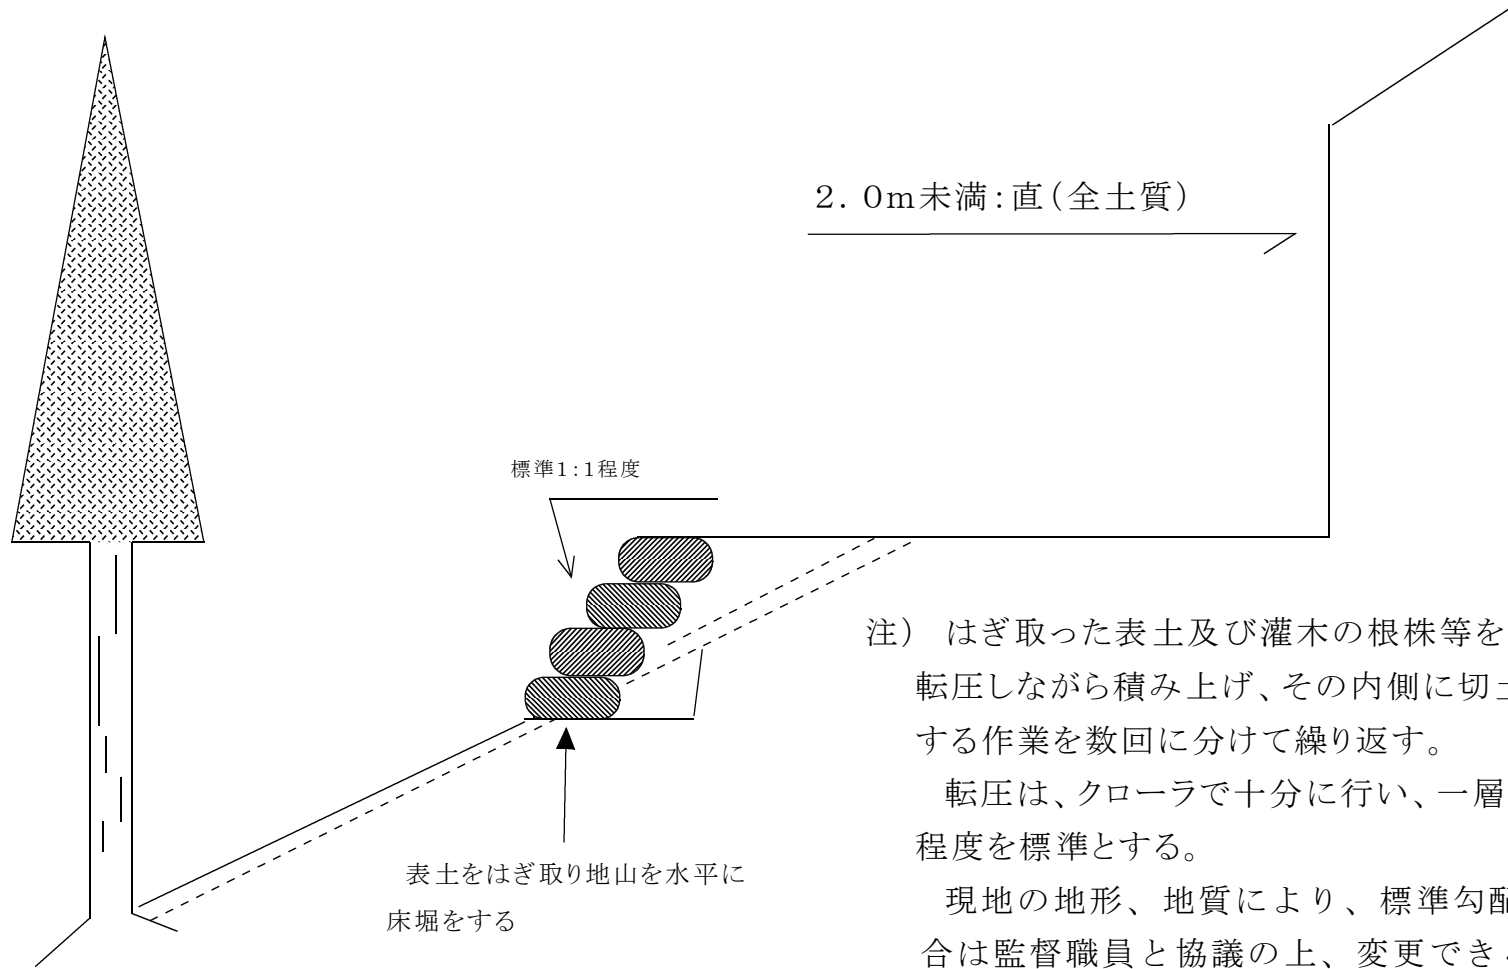 2.0m未満:直(全土質)
標準1:1程度
注) はぎ取った表土及び灌木の根株等を
転圧しながら積み上げ、その内側に切土
する作業を数回に分けて繰り返す。
転圧は、クローラで十分に行い、一層
程度を標準とする。
現地の地形、地質により、標準勾配
合は監督職員と協議の上、変更でき
表土をはぎ取り地山を水平に
床堀をする